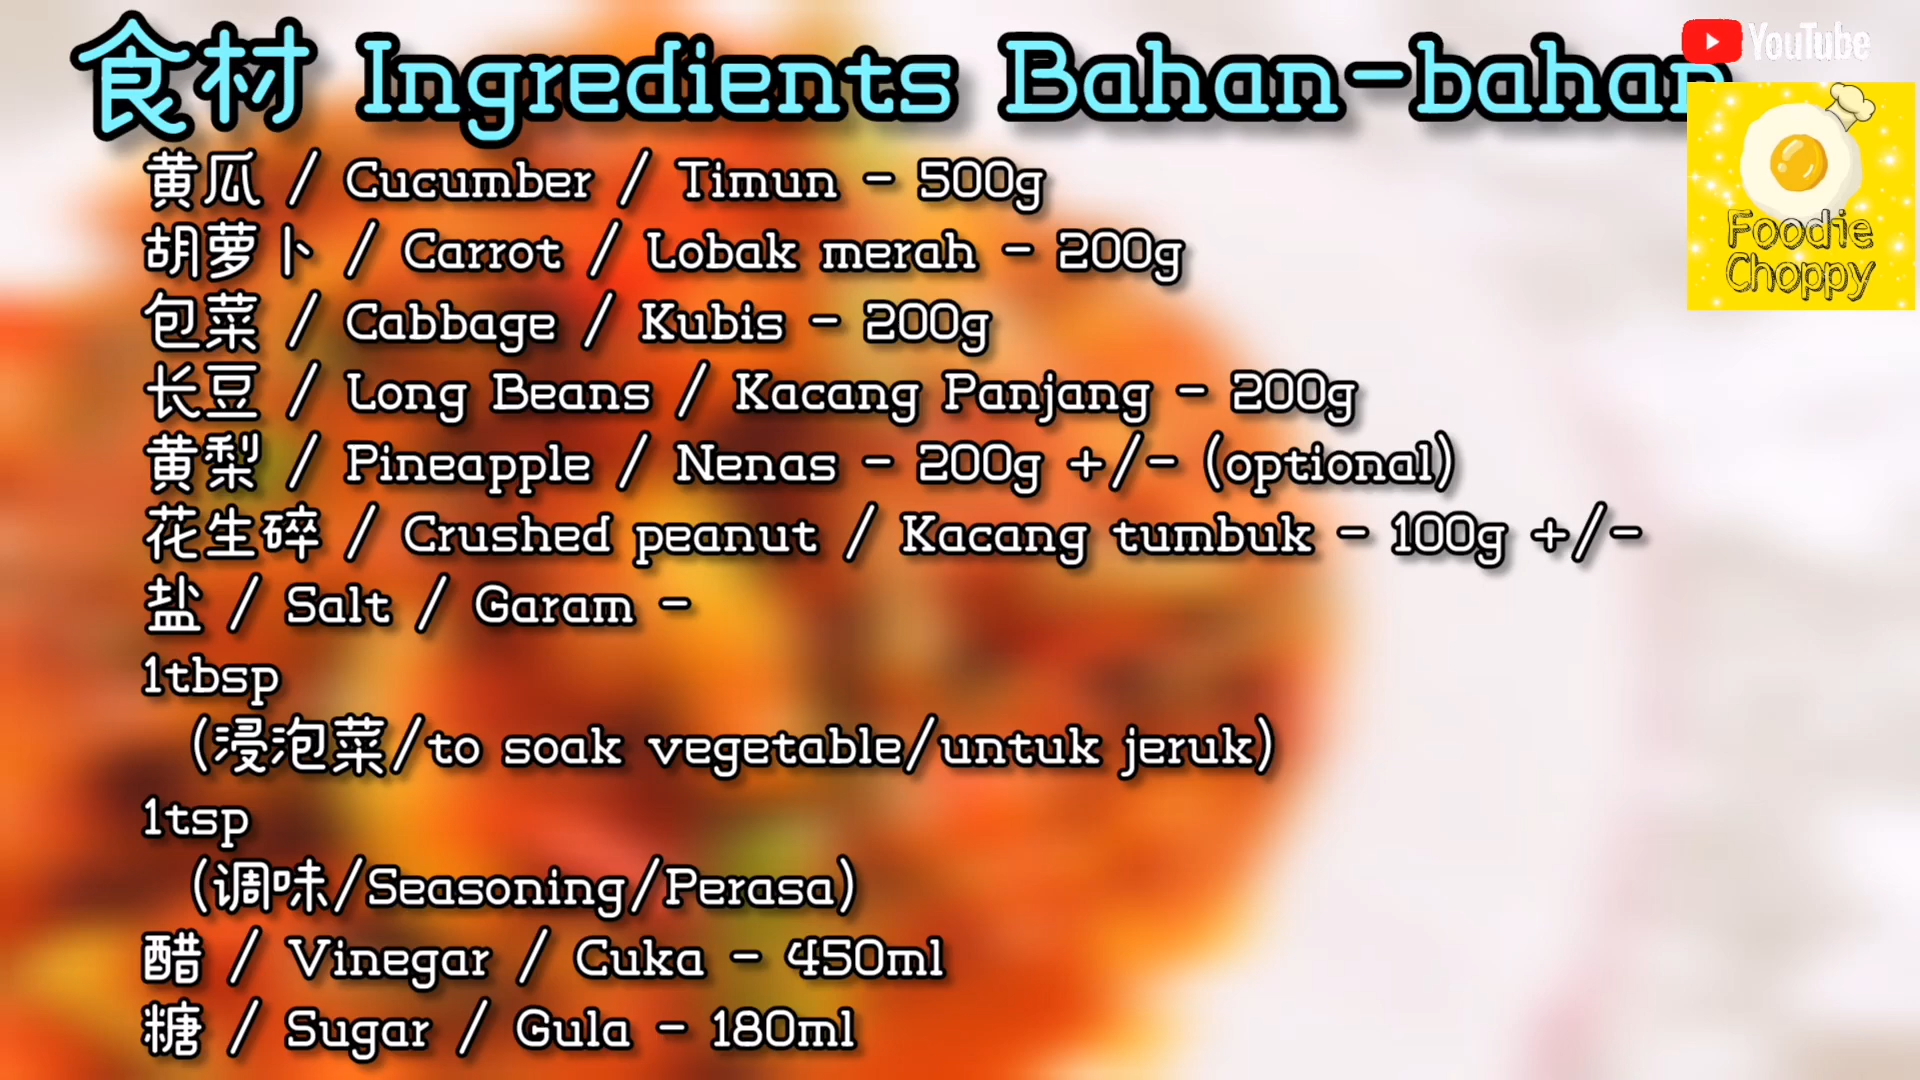 食材 Ingredients Bahan-bahan
YouTube
Foodie
Choppy
黄瓜 / Cucumber / Timun - 500g
胡萝卜 / Carrot / Lobak merah - 200g
包菜 / Cabbage / Kubis - 200g
长豆 / Long Beans / Kacang Panjang - 200g
黄梨 / Pineapple / Nenas - 200g +/- (optional)
花生碎 / Crushed peanut / Kacang tumbuk - 100g +/-
盐 / Salt / Garam -
1tbsp
(浸泡菜/to soak vegetable/untuk jeruk)
1tsp
(调味/Seasoning/Perasa)
醋 / Vinegar / Cuka - 450ml
糖 / Sugar / Gula - 180ml